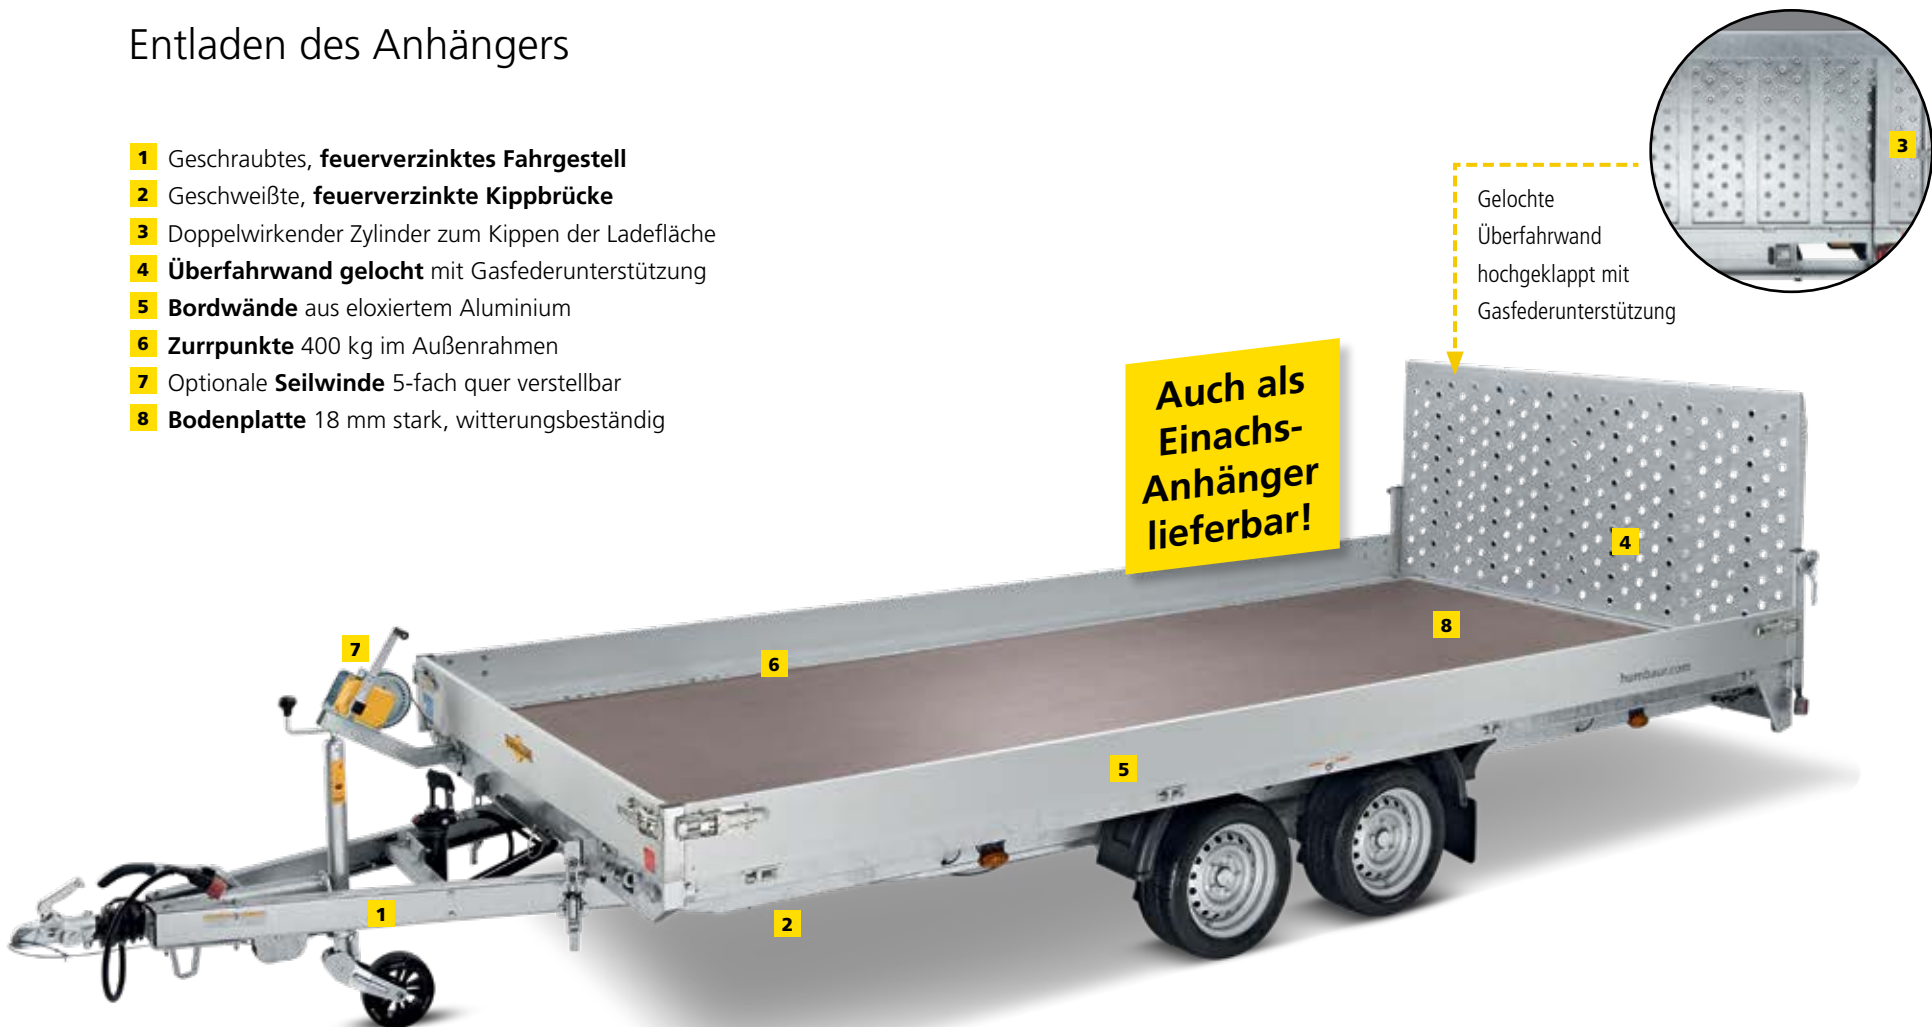 Entladen des Anhängers
1 Geschraubtes, feuerverzinktes Fahrgestell
2 Geschweißte, feuerverzinkte Kippbrücke
3 Doppelwirkender Zylinder zum Kippen der Ladefläche
4 Überfahrwand gelocht mit Gasfederunterstützung
5 Bordwände aus eloxiertem Aluminium
6 Zurrpunkte 400 kg im Außenrahmen
7 Optionale Seilwinde 5-fach quer verstellbar
8 Bodenplatte 18 mm stark, witterungsbeständig
3
Gelochte
Überfahrwand
hochgeklappt mit
Gasfederunterstützung
Auch als
Einachs-
Anhänger
lieferbar!
4
8
7
6
humbaur.com
5
1
2